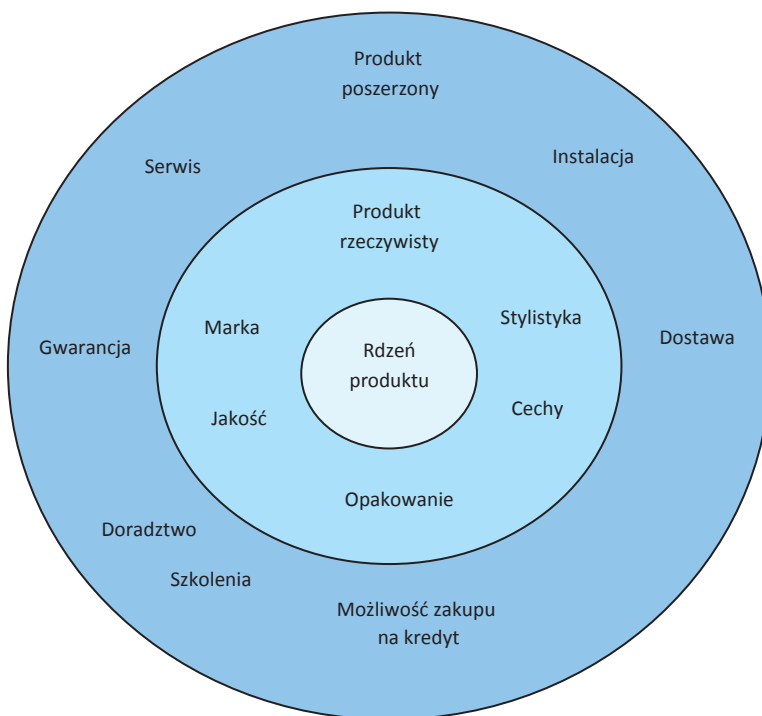 Produkt
poszerzony
Serwis
Instalacja
Produkt
rzeczywisty
Marka
Stylistyka
Gwarancja
Dostawa
Rdzeń
produktu
Jakość
Cechy
Opakowanie
Doradztwo
Szkolenia
Możliwość zakupu
na kredyt